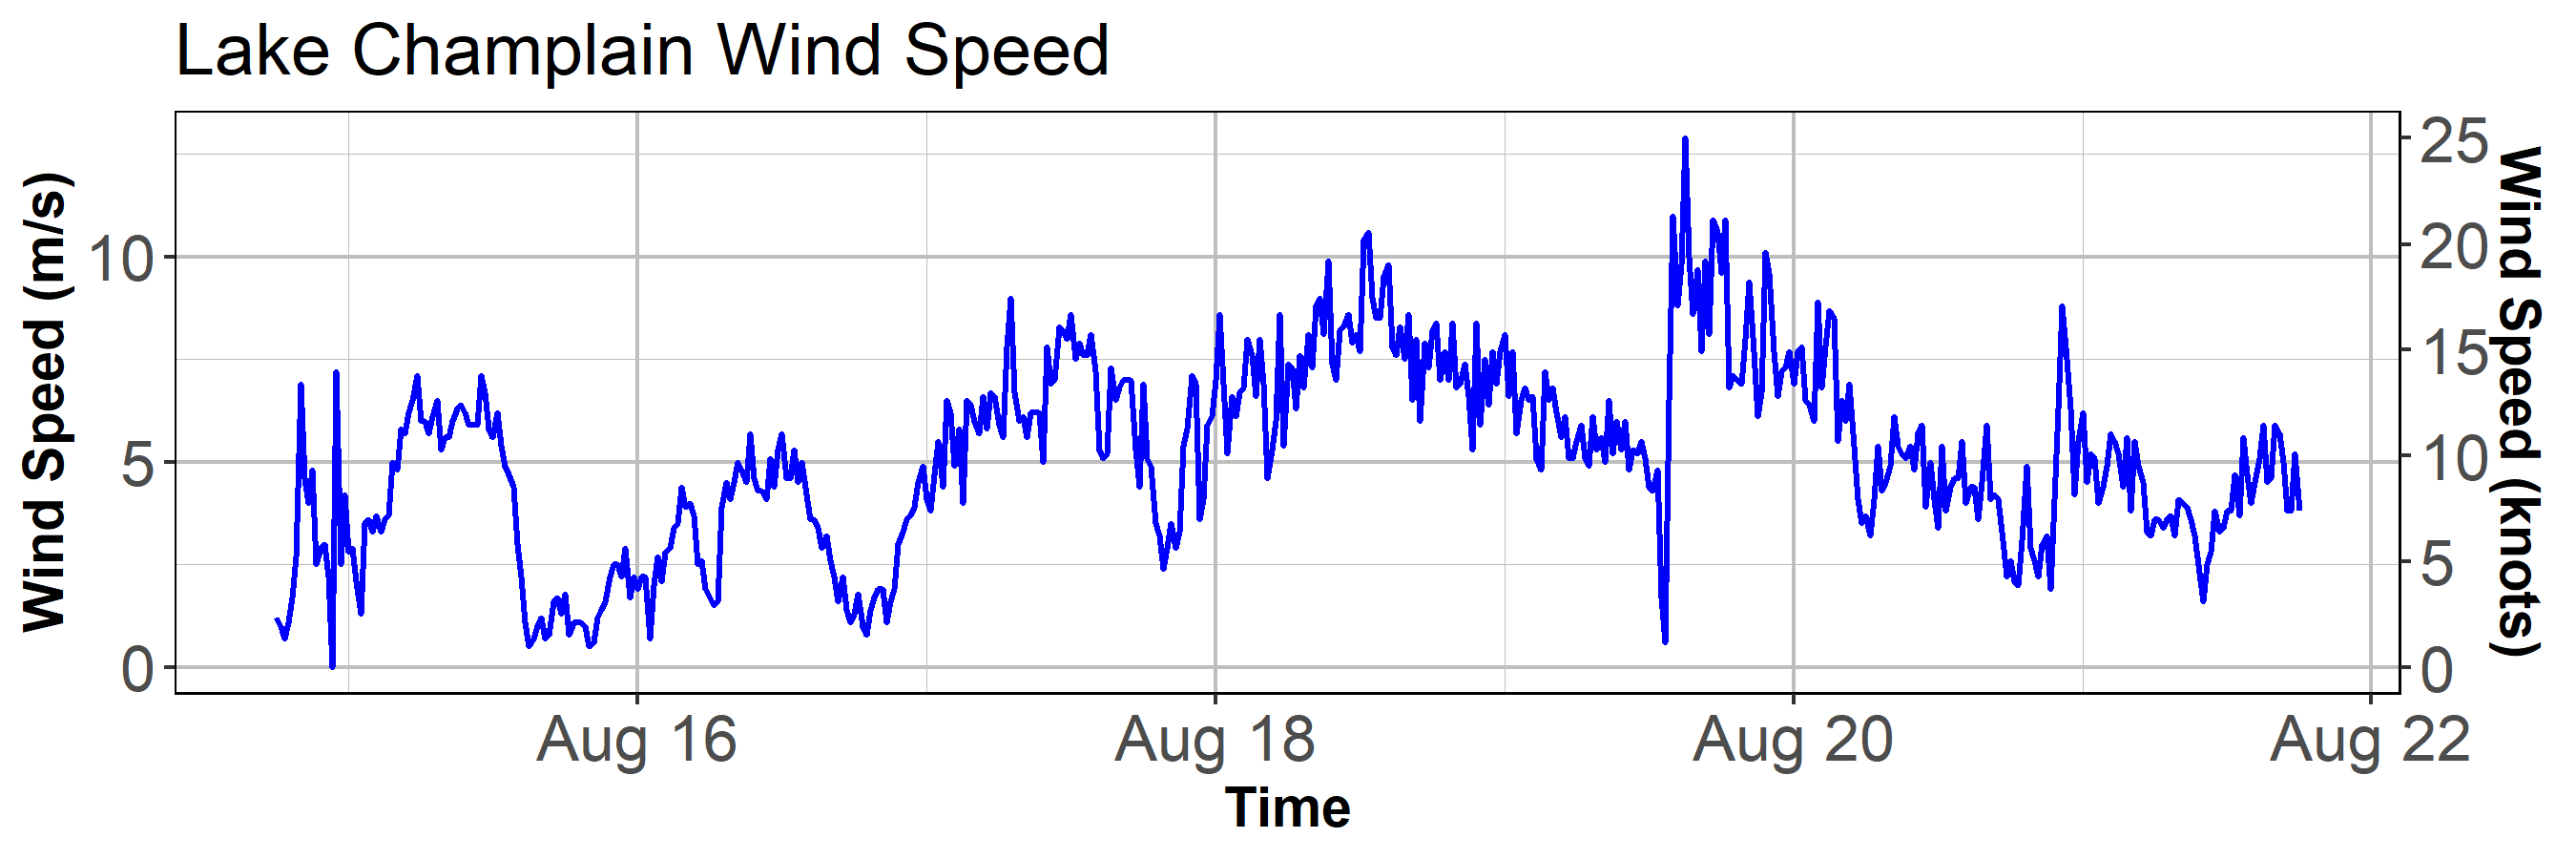 Lake Champlain Wind Speed
Wind Speed (m/s)
10
5
0
25
20
15
10
5
0
Wind Speed (knots)
Aug 16
Aug 18
Aug 20
Aug 22
Time